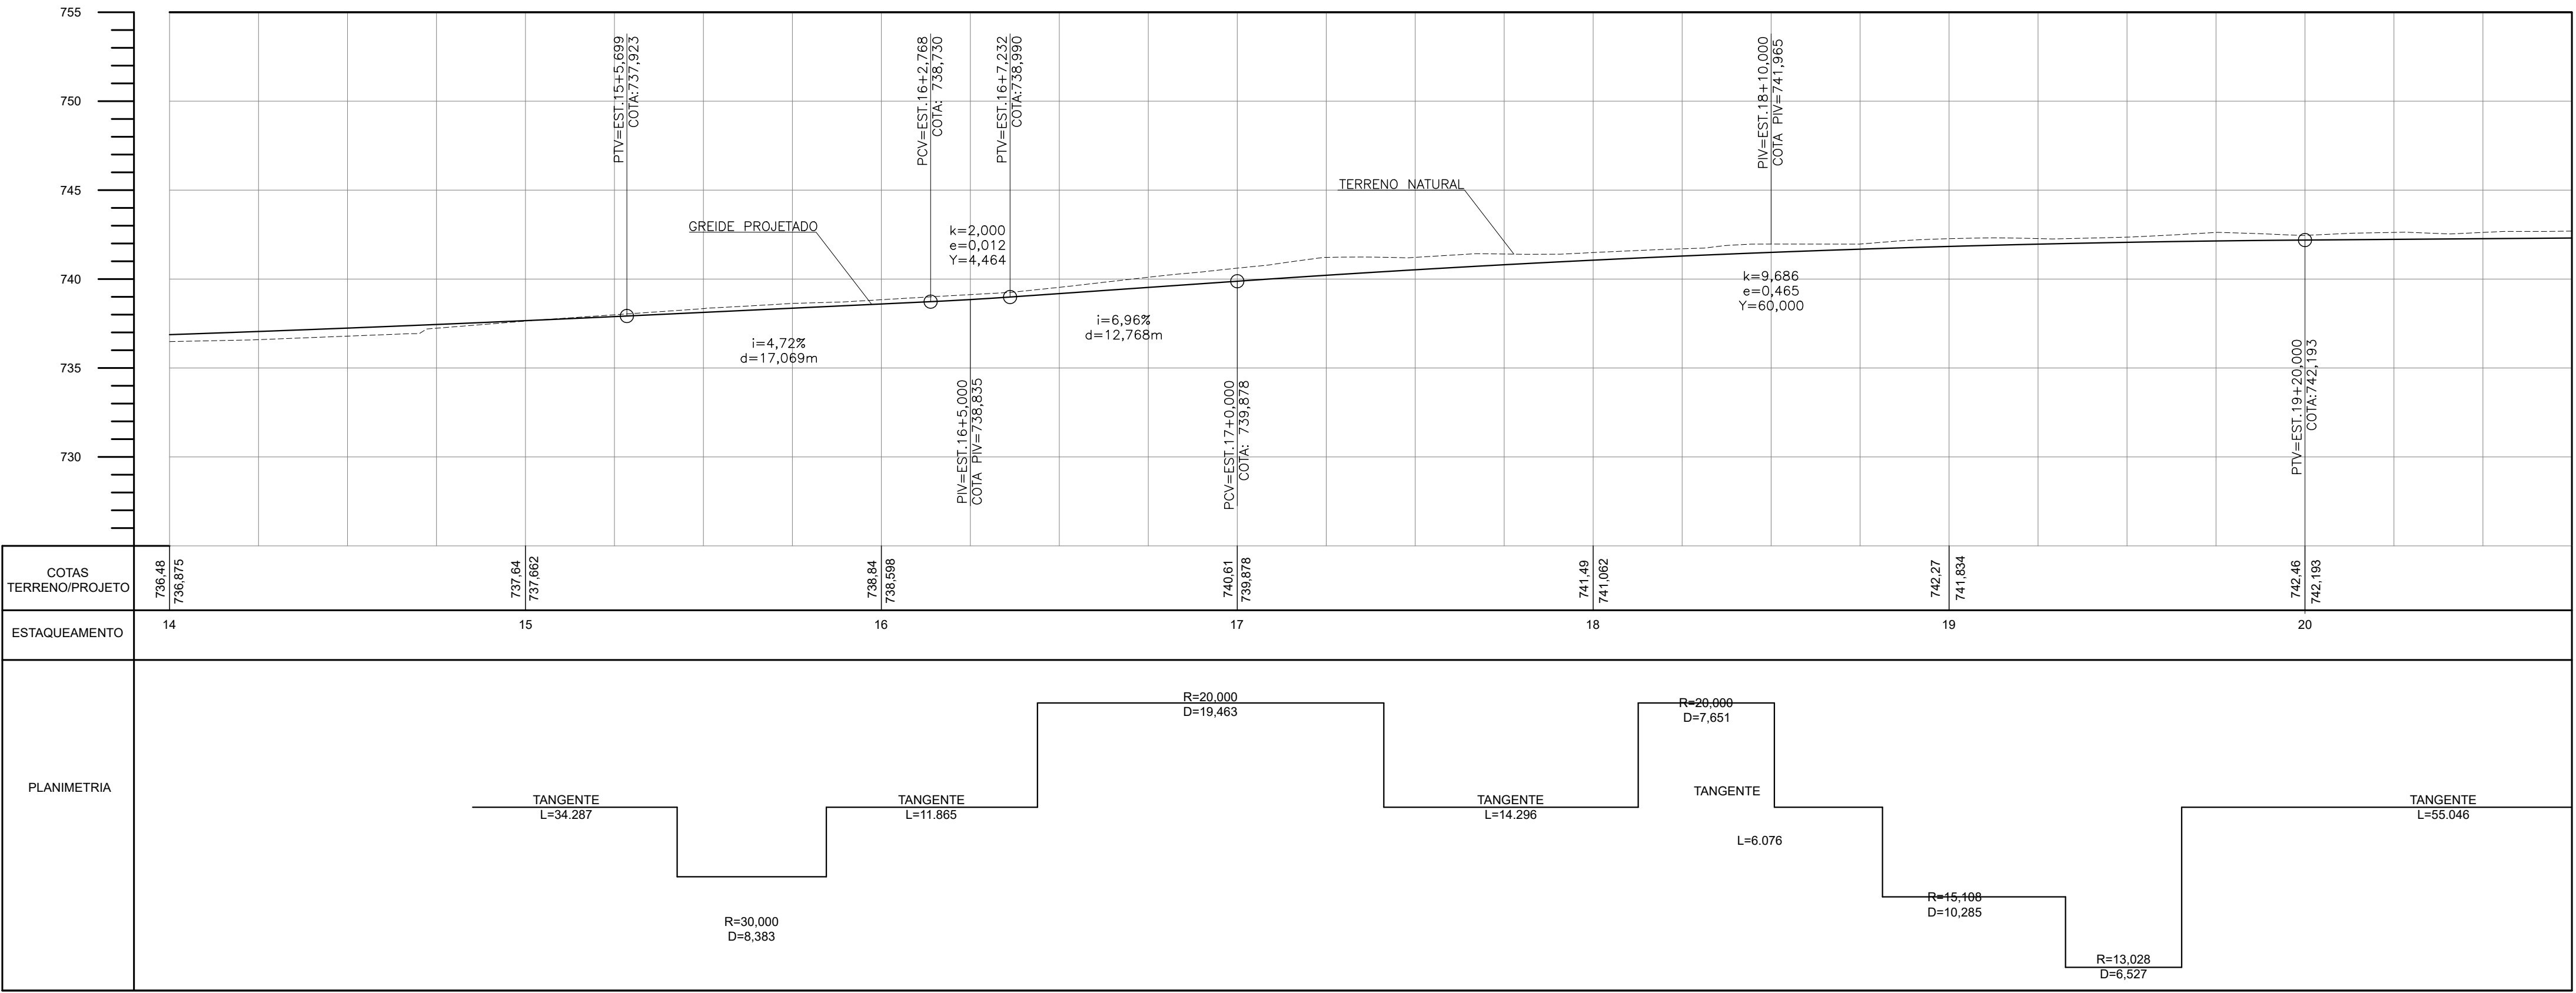 755
750
745
740
735
730
PTV=EST.15+5,699
COTA:737,923
PCV=EST.16+2,768
COTA: 738,730
PTV=EST.16+7,232
COTA:738,990
PIV=EST.18+10,000
COTA PIV=741,965
TERRENO NATURAL
GREIDE PROJETADO
k=2,000
e=0,012
Y=4,464
k=9,686
e=0,465
Y=60,000
i=4,72%
d=17,069m
i=6,96%
d=12,768m
PIV=EST.16+5,000
COTA PIV=738,835
PCV=EST.17+0,000
COTA: 739,878
PTV=EST.19+20,000
COTA:742,193
COTAS
TERRENO/PROJETO
736,48
736,875
737,64
737,662
738,84
738,598
740,61
739,878
741,49
741,062
742,27
741,834
742,46
742,193
ESTAQUEAMENTO
14
15
16
17
18
19
20
PLANIMETRIA
TANGENTE
L=34.287
R=30,000
D=8,383
TANGENTE
L=11.865
R=20,000
D=19,463
TANGENTE
L=14.296
R=20,000
D=7,651
TANGENTE
L=6.076
R=15,108
D=10,285
R=13,028
D=6,527
TANGENTE
L=55.046